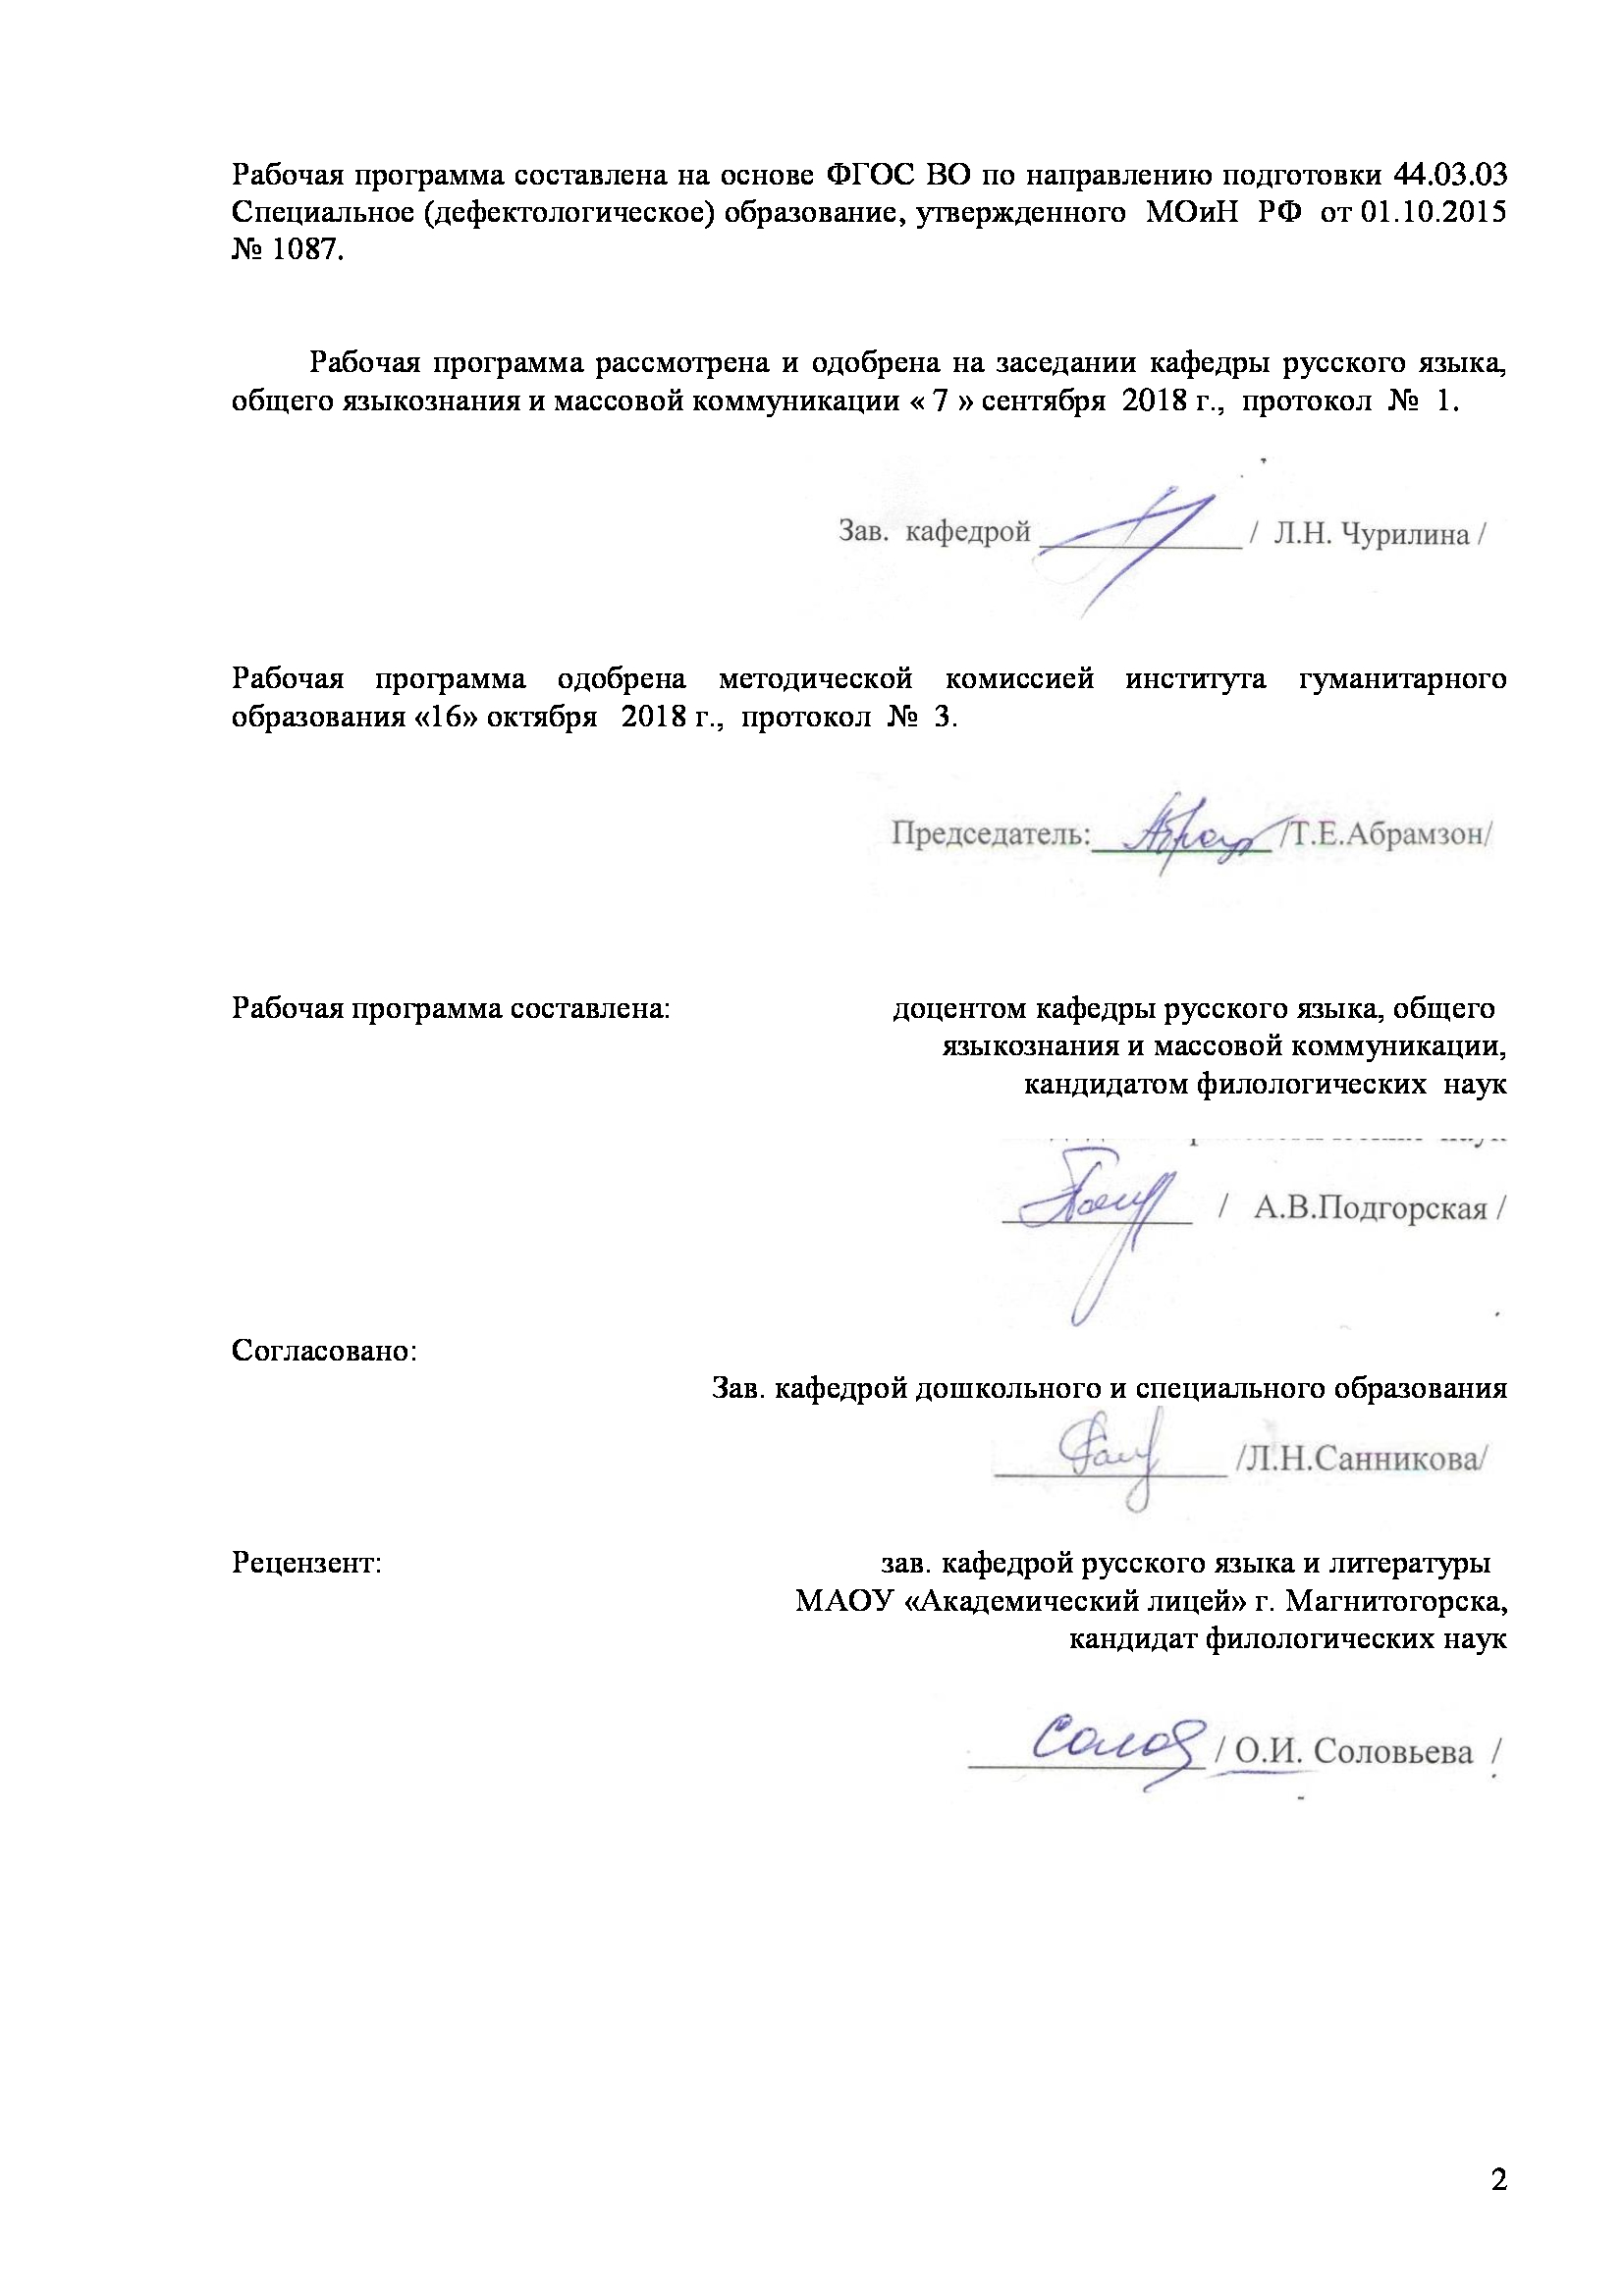 Рабочая программа составлена на основе ФГОС ВО по направлению подготовки 44.03.03
Специальное (дефектологическое) образование, утвержденного МОиН РФ от 01.10.2015
№ 1087.
Рабочая программа рассмотрена и одобрена на заседании кафедры русского языка,
общего языкознания и массовой коммуникации « 7 » сентября 2018 г., протокол № 1.
Зав. кафедрой ____________ / Л.Н. Чурилина /
Рабочая программа одобрена методической комиссией института гуманитарного
образования «16» октября 2018 г., протокол № 3.
Председатель:___________ /Т.Е.Абрамзон/
Рабочая программа составлена: доцентом кафедры русского языка, общего
языкознания и массовой коммуникации,
кандидатом филологических наук
____________ / А.В.Подгорская /
Согласовано:
Зав. кафедрой дошкольного и специального образования
______________ /Л.Н.Санникова/
Рецензент: зав. кафедрой русского языка и литературы
МАОУ «Академический лицей» г. Магнитогорска,
кандидат филологических наук
______________ / О.И. Соловьева /
2